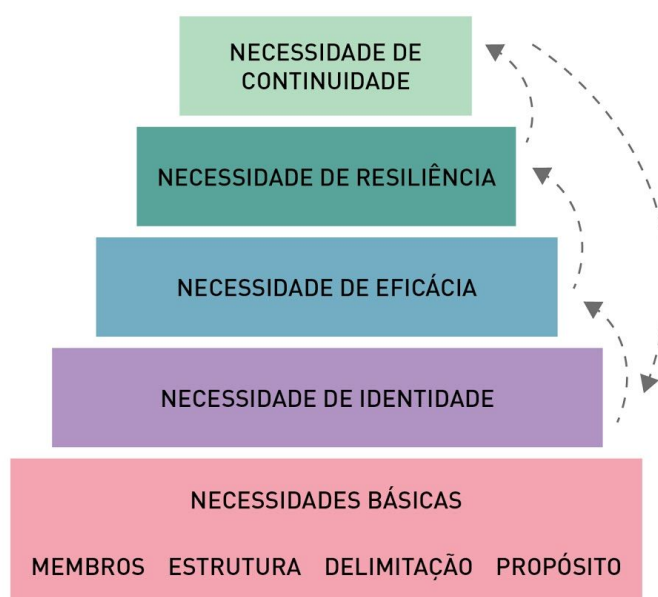 NECESSIDADE DE
CONTINUIDADE
NECESSIDADE DE RESILIÊNCIA
NECESSIDADE DE EFICÁCIA
NECESSIDADE DE IDENTIDADE
NECESSIDADES BÁSICAS
MEMBROS ESTRUTURA DELIMITAÇÃO PROPÓSITO